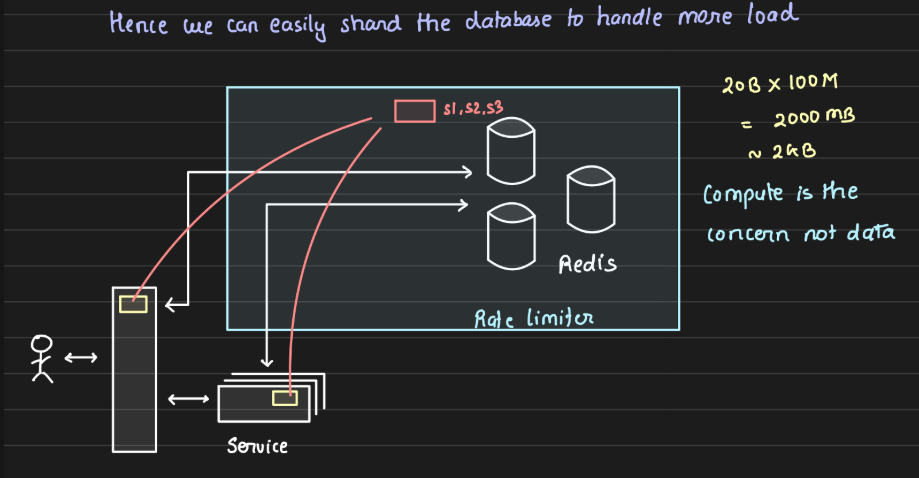 Hence we can easily shard the database to handle more load
s1,s2,s3
20B x 100M
= 2000 MB
~ 2GB
Compute is the
concern not data
Redis
Rate limiter
Service